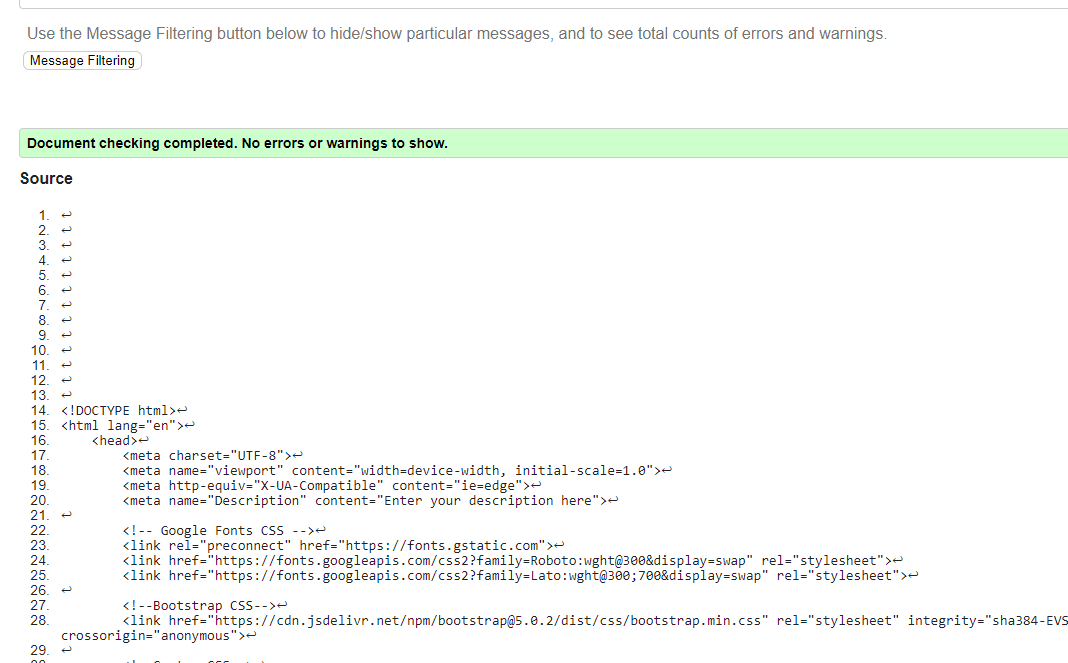 Use the Message Filtering button below to hide/show particular messages, and to see total counts of errors and warnings.
Message Filtering
Document checking completed. No errors or warnings to show.
Source
1. ↩
2. ↩
3. ↩
4. ↩
5. ↩
6. ↩
7. ↩
8. ↩
9. ↩
10. ↩
11. ↩
12. ↩
13. ↩
14. <!DOCTYPE html>↩
15. <html lang="en">↩
16.     <head>↩
17.         <meta charset="UTF-8">↩
18.         <meta name="viewport" content="width=device-width, initial-scale=1.0">↩
19.         <meta http-equiv="X-UA-Compatible" content="ie=edge">↩
20.         <meta name="Description" content="Enter your description here">↩
21. ↩
22.         <!-- Google Fonts CSS -->↩
23.         <link rel="preconnect" href="https://fonts.gstatic.com">↩
24.         <link href="https://fonts.googleapis.com/css2?family=Roboto:wght@300&display=swap" rel="stylesheet">↩
25.         <link href="https://fonts.googleapis.com/css2?family=Lato:wght@300;700&display=swap" rel="stylesheet">↩
26. ↩
27.         <!--Bootstrap CSS-->↩
28.         <link href="https://cdn.jsdelivr.net/npm/bootstrap@5.0.2/dist/css/bootstrap.min.css" rel="stylesheet" integrity="sha384-EVS
crossorigin="anonymous">↩
29. ↩